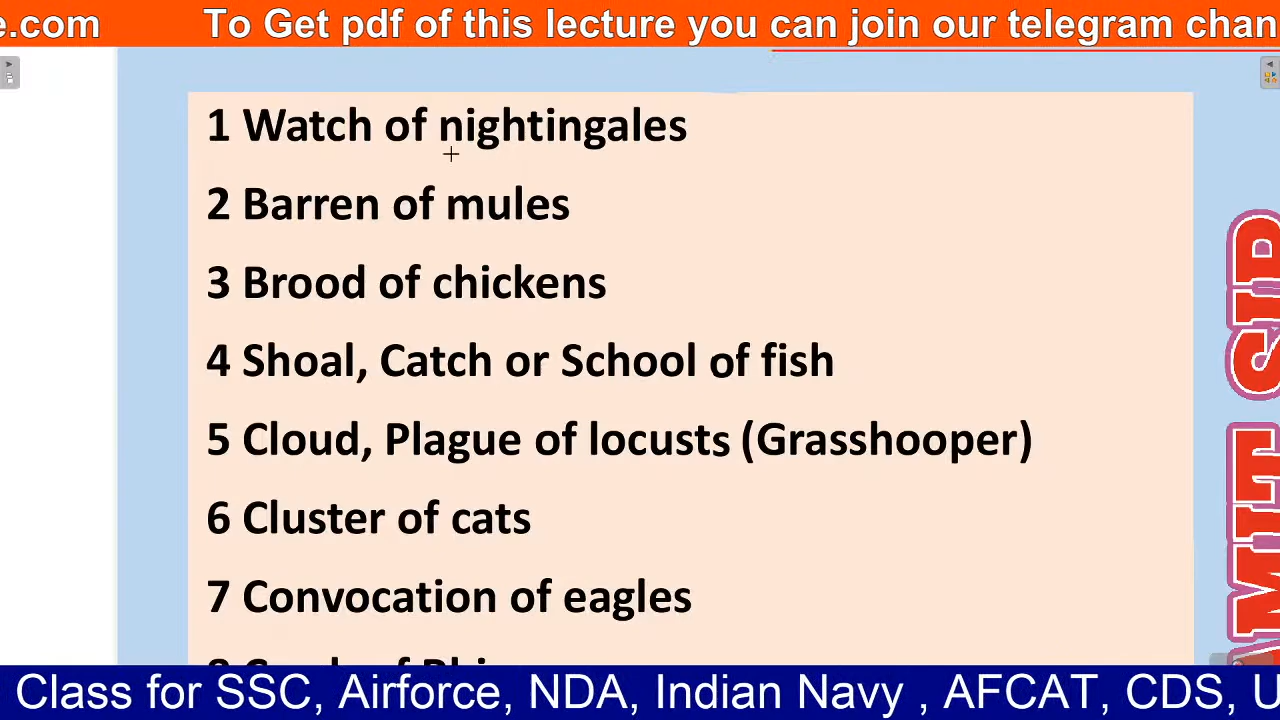 e.com To Get pdf of this lecture you can join our telegram chan
1 Watch of nightingales
2 Barren of mules
3 Brood of chickens
4 Shoal, Catch or School of fish
5 Cloud, Plague of locusts (Grasshooper)
6 Cluster of cats
7 Convocation of eagles
Class for SSC, Airforce, NDA, Indian Navy , AFCAT, CDS, U